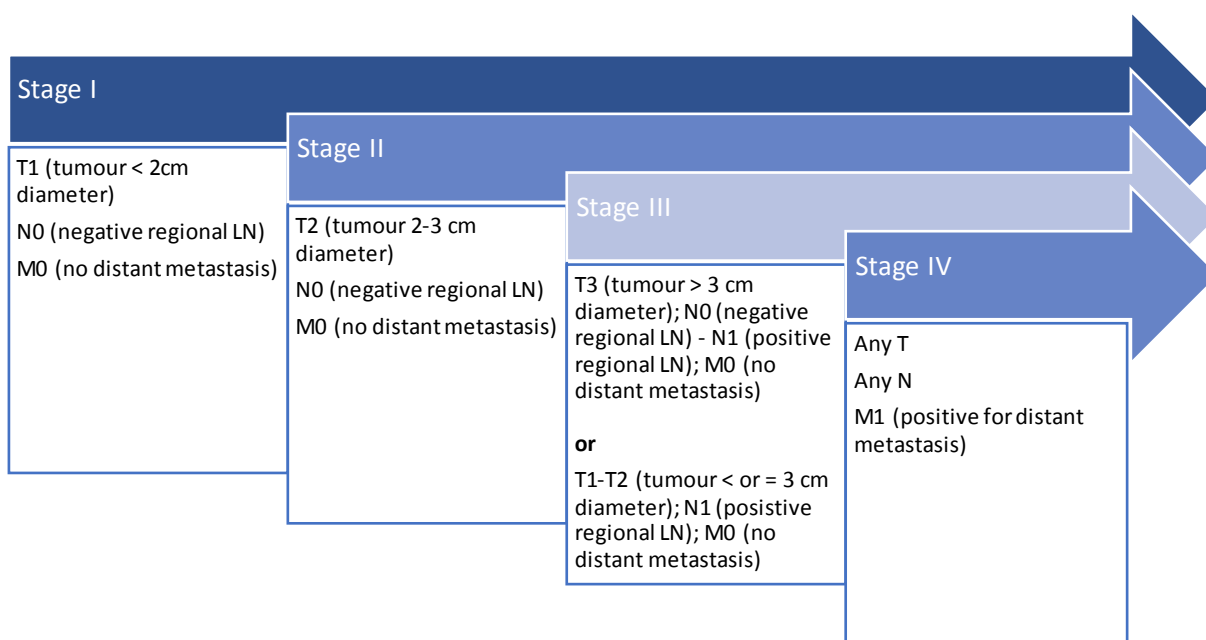 Stage I
T1 (tumour < 2cm
diameter)
N0 (negative regional LN)
M0 (no distant metastasis)
Stage II
T2 (tumour 2-3 cm
diameter)
N0 (negative regional LN)
M0 (no distant metastasis)
Stage III
T3 (tumour > 3 cm
diameter); N0 (negative
regional LN) - N1 (positive
regional LN); M0 (no
distant metastasis)
or
T1-T2 (tumour < or = 3 cm
diameter); N1 (posistive
regional LN); M0 (no
distant metastasis)
Stage IV
Any T
Any N
M1 (positive for distant
metastasis)